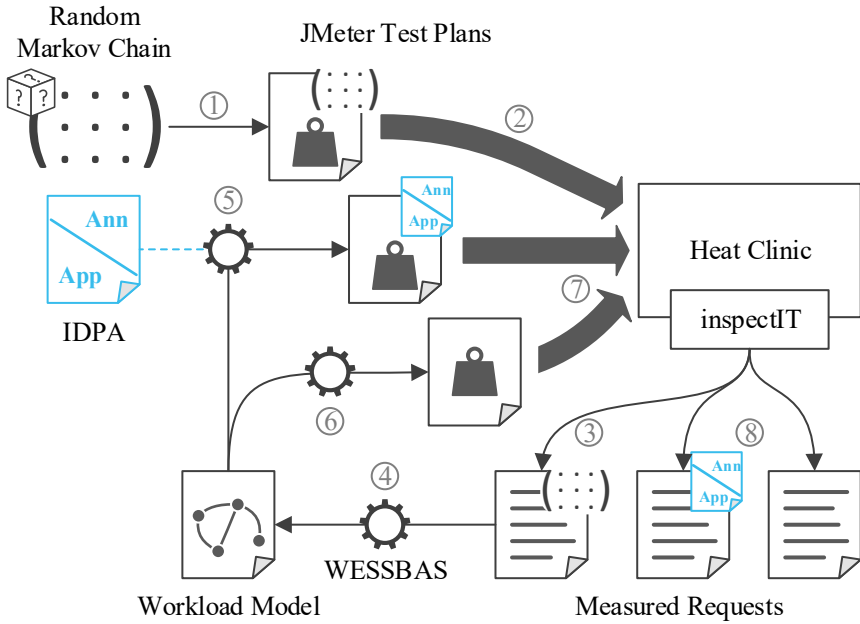 Random
Markov Chain
JMeter Test Plans
? ? ?
①
②
Ann
App
⑤
Ann
App
IDPA
Heat Clinic
⑦
inspectIT
⑥
③
⑧
④
Ann
App
WESSBAS
Workload Model
Measured Requests